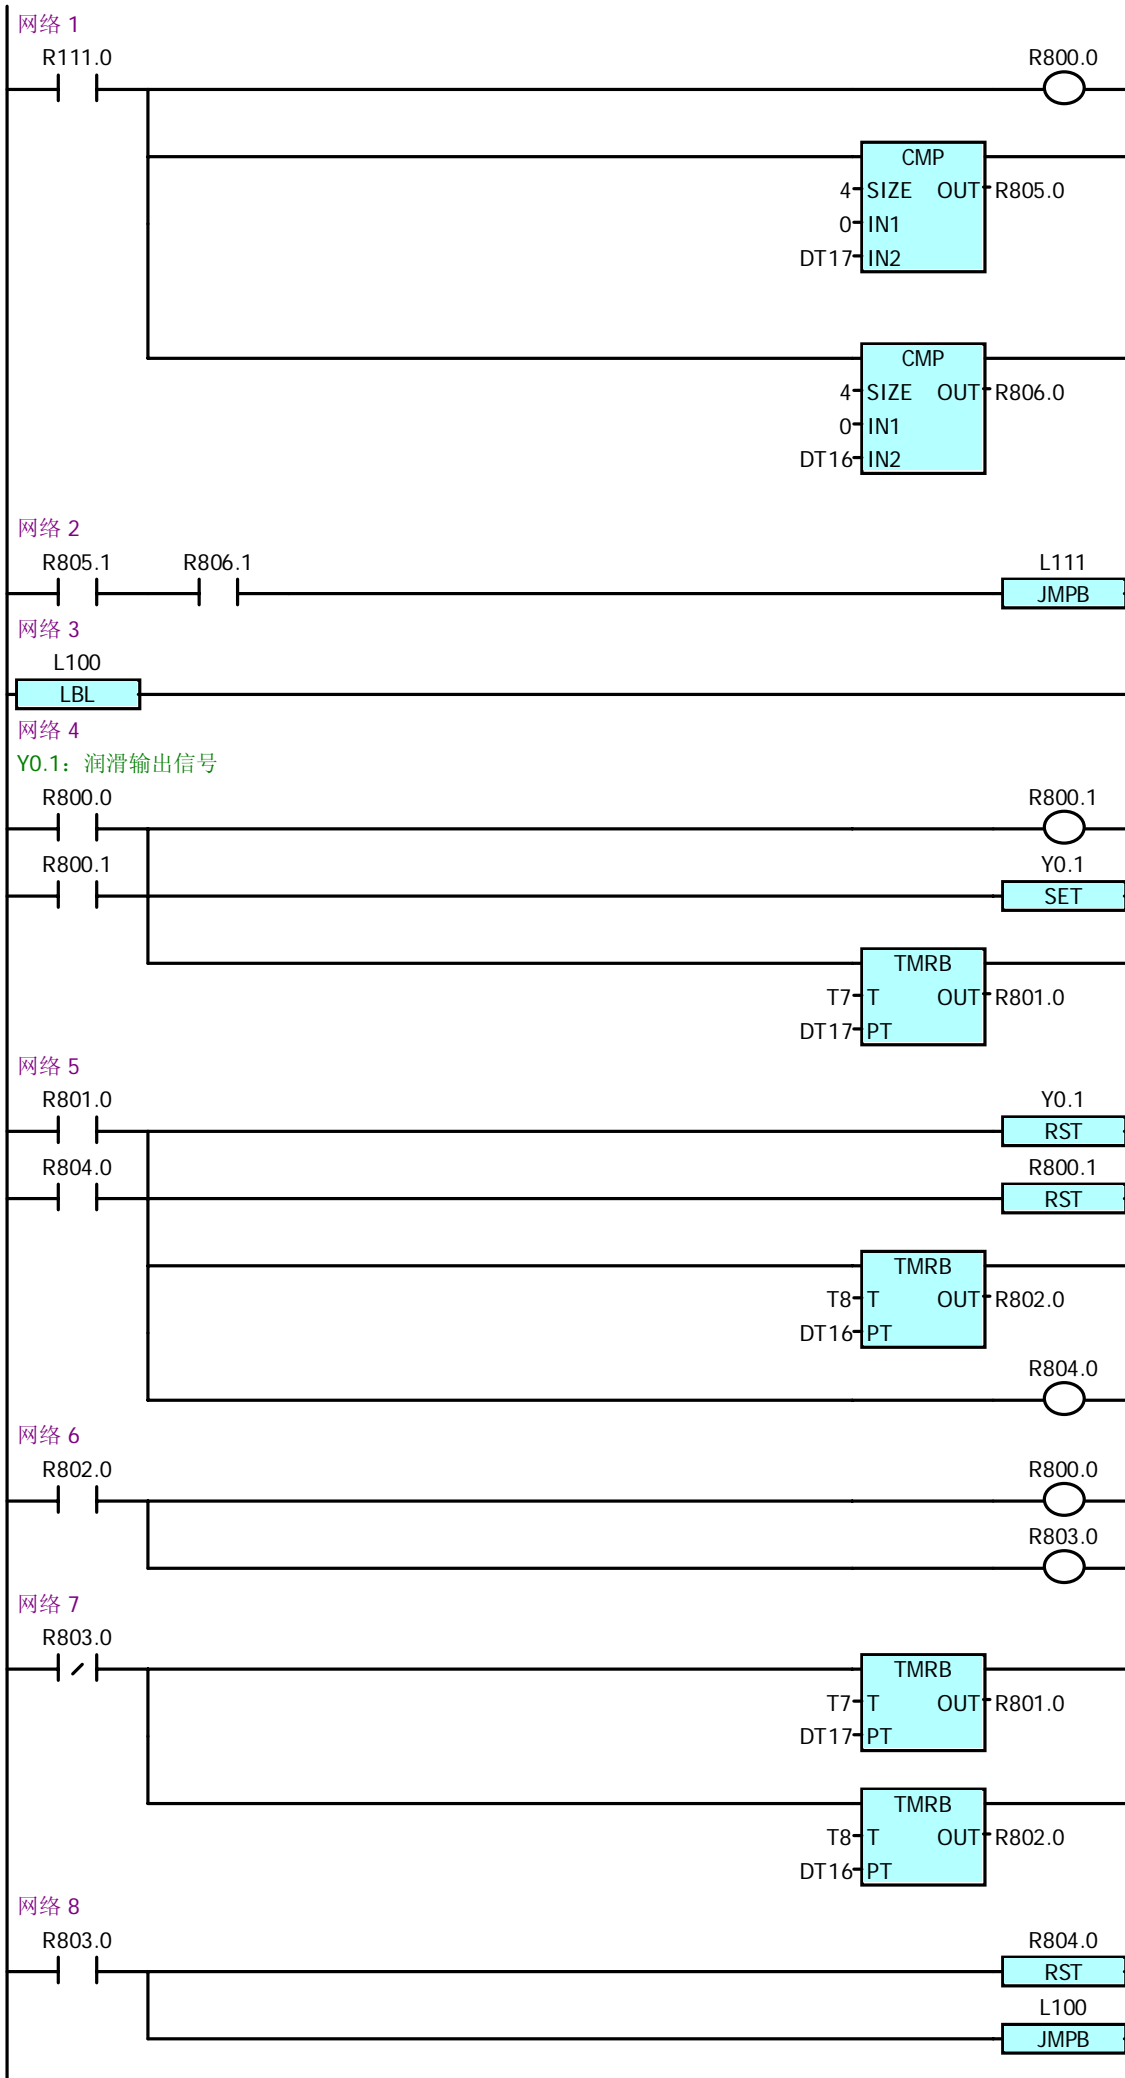 网络 1
R111.0 R800.0
CMP
4 SIZE OUT R805.0
0 IN1
DT17 IN2
CMP
4 SIZE OUT R806.0
0 IN1
DT16 IN2
网络 2
R805.1 R806.1 L111
JMPB
网络 3
L100
LBL
网络 4
Y0.1：润滑输出信号
R800.0 R800.1
R800.1 Y0.1
SET
TMRB
T7 T OUT R801.0
DT17 PT
网络 5
R801.0 Y0.1
RST
R804.0 R800.1
RST
TMRB
T8 T OUT R802.0
DT16 PT
R804.0
网络 6
R802.0 R800.0
R803.0
网络 7
R803.0
TMRB
T7 T OUT R801.0
DT17 PT
TMRB
T8 T OUT R802.0
DT16 PT
网络 8
R803.0 R804.0
RST
L100
JMPB